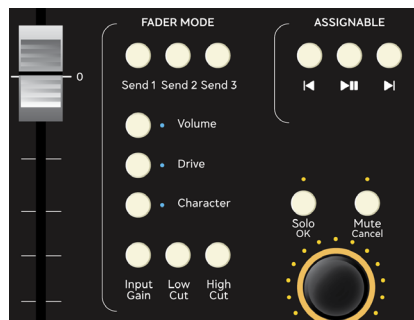 FADER MODE
ASSIGNABLE
Send 1 Send 2 Send 3
0
Volume
Drive
Character
Solo
OK
Mute
Cancel
Input
Gain
Low
Cut
High
Cut